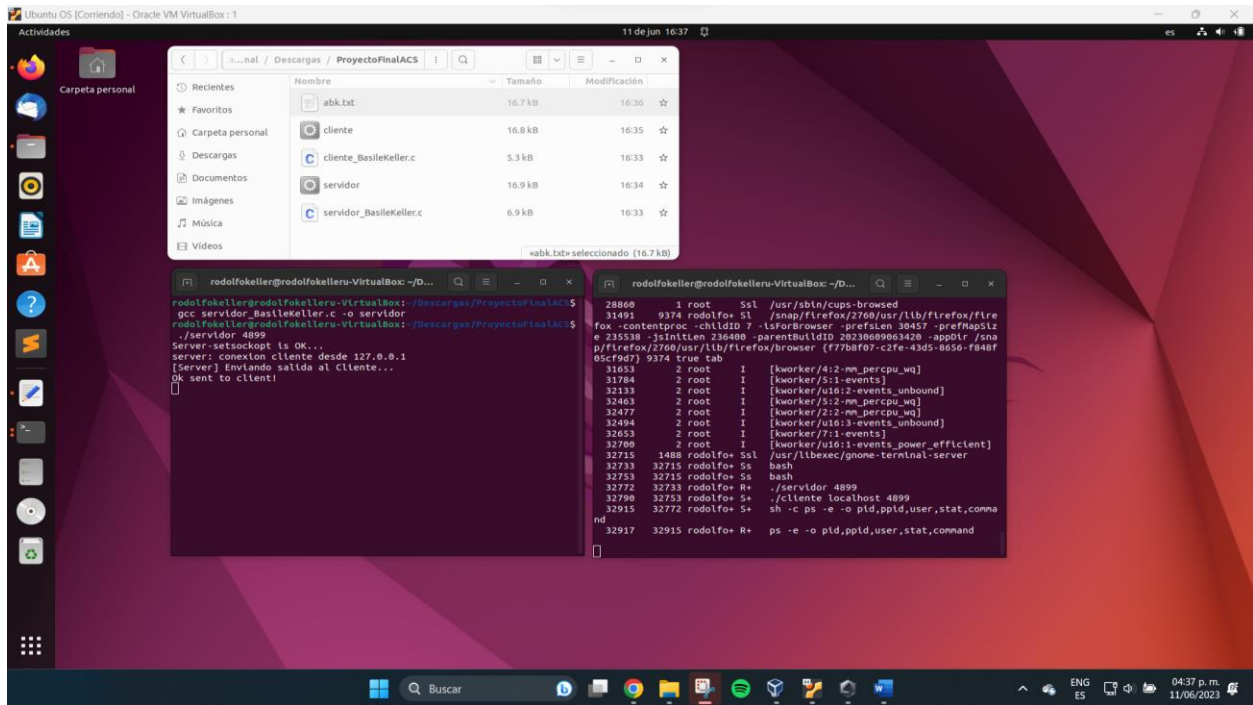 Ubuntu OS [Corriendo] - Oracle VM VirtualBox : 1
Actividades
11 de jun 16:37
es
Carpeta personal
a...nal / Descargas / ProyectoFinalACS
Recientes
Favoritos
Carpeta personal
Descargas
Documentos
Imágenes
Música
Vídeos
Nombre Tamaño Modificación
abk.txt 16.7 kB 16:36
cliente 16.8 kB 16:35
cliente_BasileKeller.c 5.3 kB 16:33
servidor 16.9 kB 16:34
servidor_BasileKeller.c 6.9 kB 16:33
«abk.txt» seleccionado (16.7 kB)
rodolfokeller@rodolfokelleru-VirtualBox: ~/D...
rodolfokeller@rodolfokelleru-VirtualBox:~/Descargas/ProyectoFinalACS$
gcc servidor_BasileKeller.c -o servidor
rodolfokeller@rodolfokelleru-VirtualBox:~/Descargas/ProyectoFinalACS$
./servidor 4899
Server-setsockopt is OK...
server: conexion cliente desde 127.0.0.1
[Server] Enviando salida al Cliente...
Ok sent to client!
rodolfokeller@rodolfokelleru-VirtualBox: ~/D...
28860 1 root Ssl /usr/sbin/cups-browsed
31491 9374 rodolfo+ Sl /snap/firefox/2760/usr/lib/firefox/fire
fox -contentproc -childID 7 -isForBrowser -prefsLen 30457 -prefMapSiz
e 235538 -jsInitLen 236400 -parentBuildID 20230609063420 -appDir /sna
p/firefox/2760/usr/lib/firefox/browser {f77b8f07-c2fe-43d5-8656-f848f
05cf9d7} 9374 true tab
31653 2 root I [kworker/4:2-mm_percpu_wq]
31784 2 root I [kworker/5:1-events]
32133 2 root I [kworker/u16:2-events_unbound]
32463 2 root I [kworker/5:2-mm_percpu_wq]
32477 2 root I [kworker/2:2-mm_percpu_wq]
32494 2 root I [kworker/u16:3-events_unbound]
32653 2 root I [kworker/7:1-events]
32700 2 root I [kworker/u16:1-events_power_efficient]
32715 1488 rodolfo+ Ssl /usr/libexec/gnome-terminal-server
32733 32715 rodolfo+ Ss bash
32753 32715 rodolfo+ Ss bash
32772 32733 rodolfo+ R+ ./servidor 4899
32790 32753 rodolfo+ S+ ./cliente localhost 4899
32915 32772 rodolfo+ S+ sh -c ps -e -o pid,ppid,user,stat,comma
nd
32917 32915 rodolfo+ R+ ps -e -o pid,ppid,user,stat,command
Buscar
ENG
ES
04:37 p. m.
11/06/2023